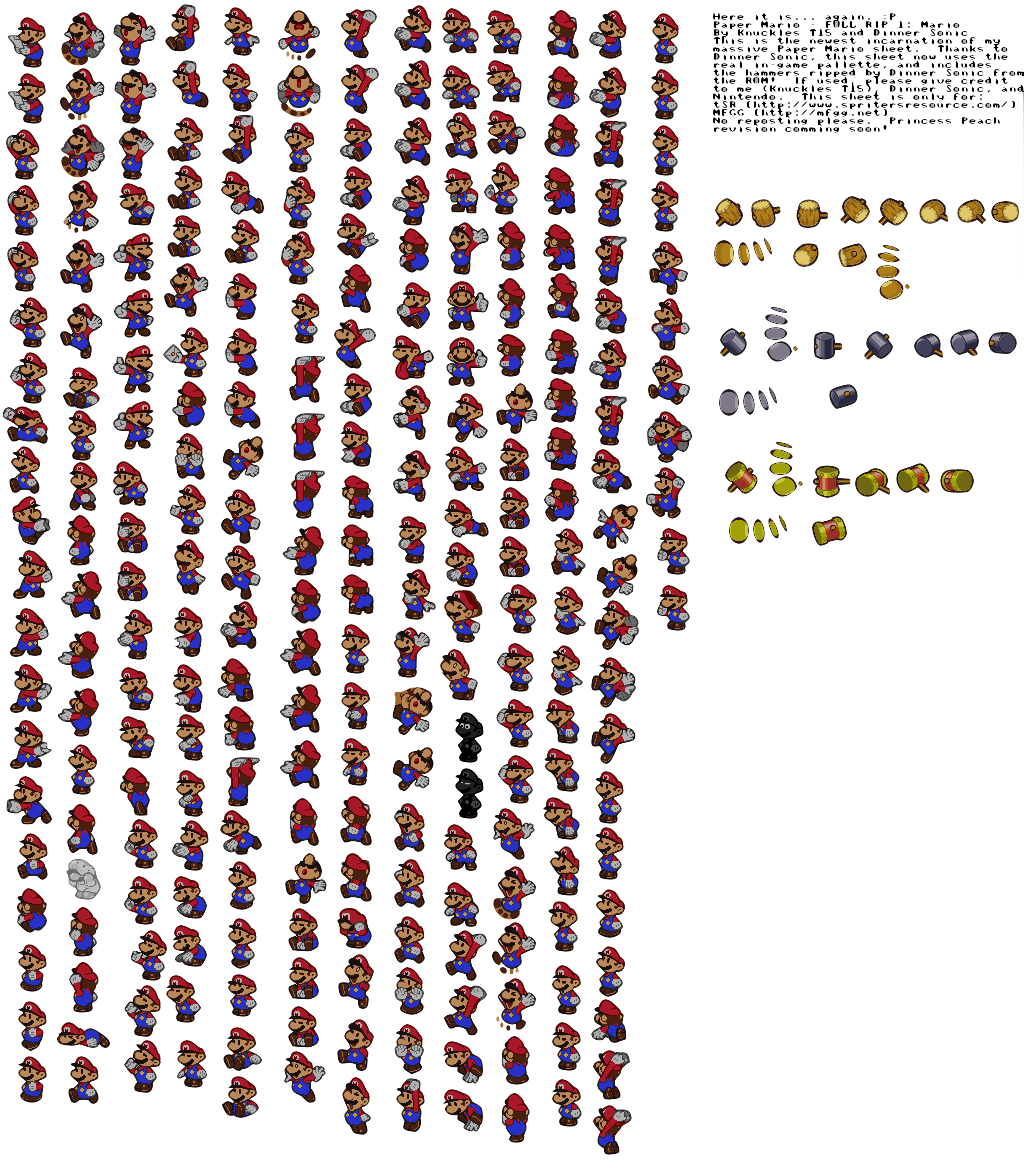 Here it is... again. :P
Paper Mario - FULL RIP 1: Mario
By Knuckles T15 and Dinner Sonic
This is the newest incarnation of my
massive Paper Mario sheet.  Thanks to
Dinner Sonic, this sheet now uses the
real in-game pallette, and includes
the hammers ripped by Dinner Sonic from
the ROM!  If used, please give credit
to me (Knuckles T15), Dinner Sonic, and
Nintendo.  This sheet is only for:
tSR (http://www.spritersresource.com/)
MFGG (http://mfgg.net)
No reposting please.  Princess Peach
revision comming soon!